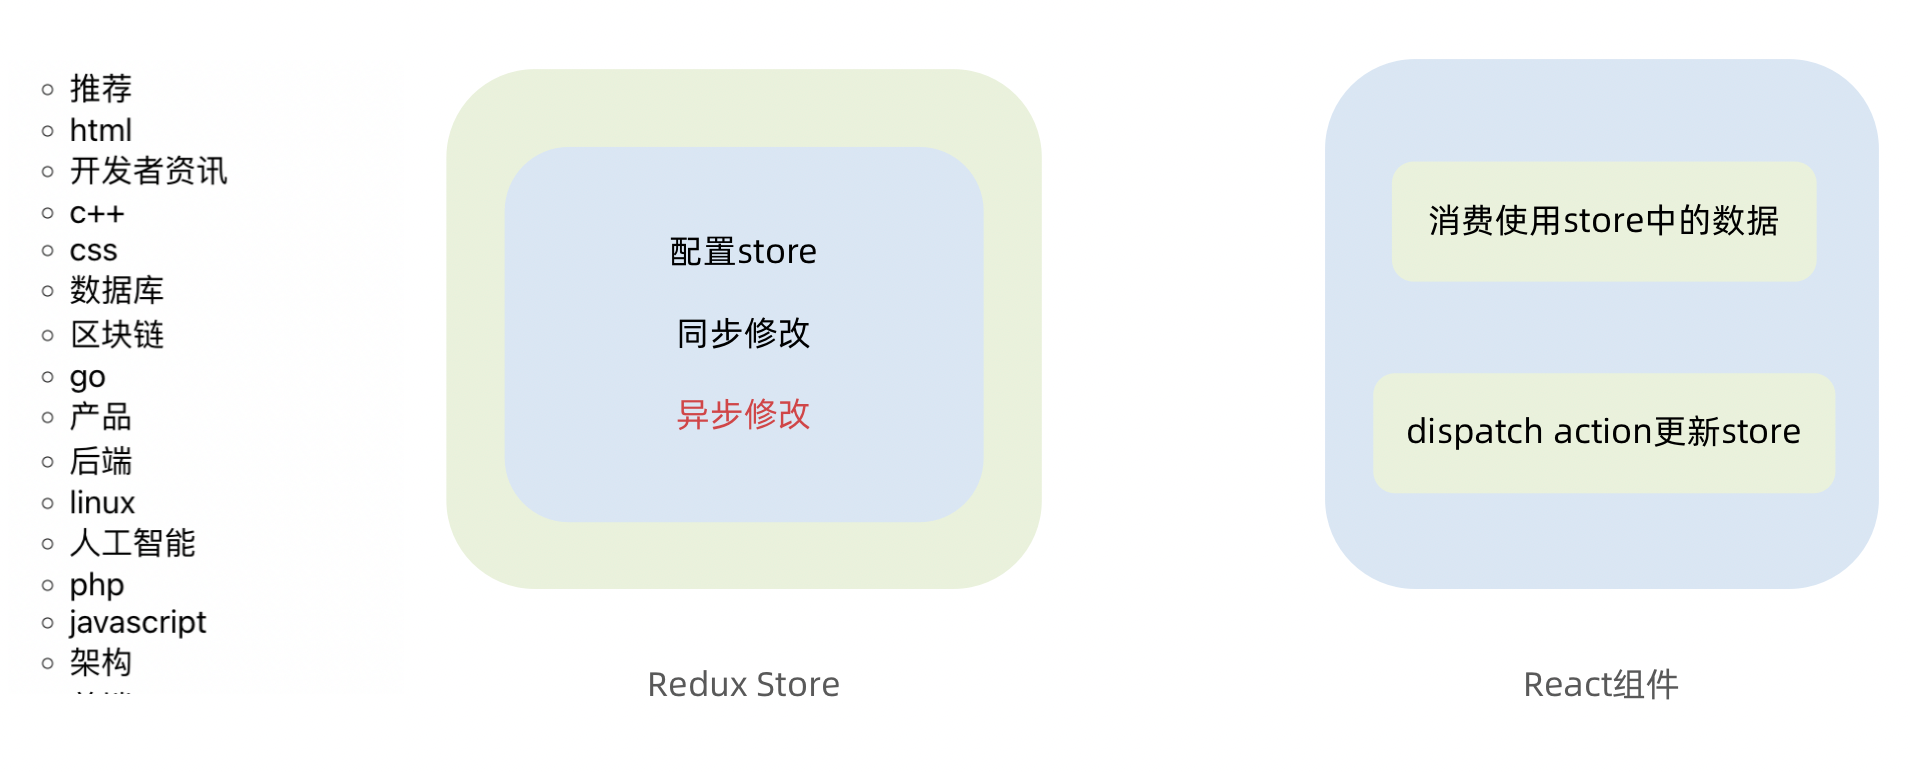 推荐
html
开发者资讯
c++
css
数据库
区块链
go
产品
后端
linux
人工智能
php
javascript
架构
配置store
同步修改
异步修改
Redux Store
消费使用store中的数据
dispatch action更新store
React组件